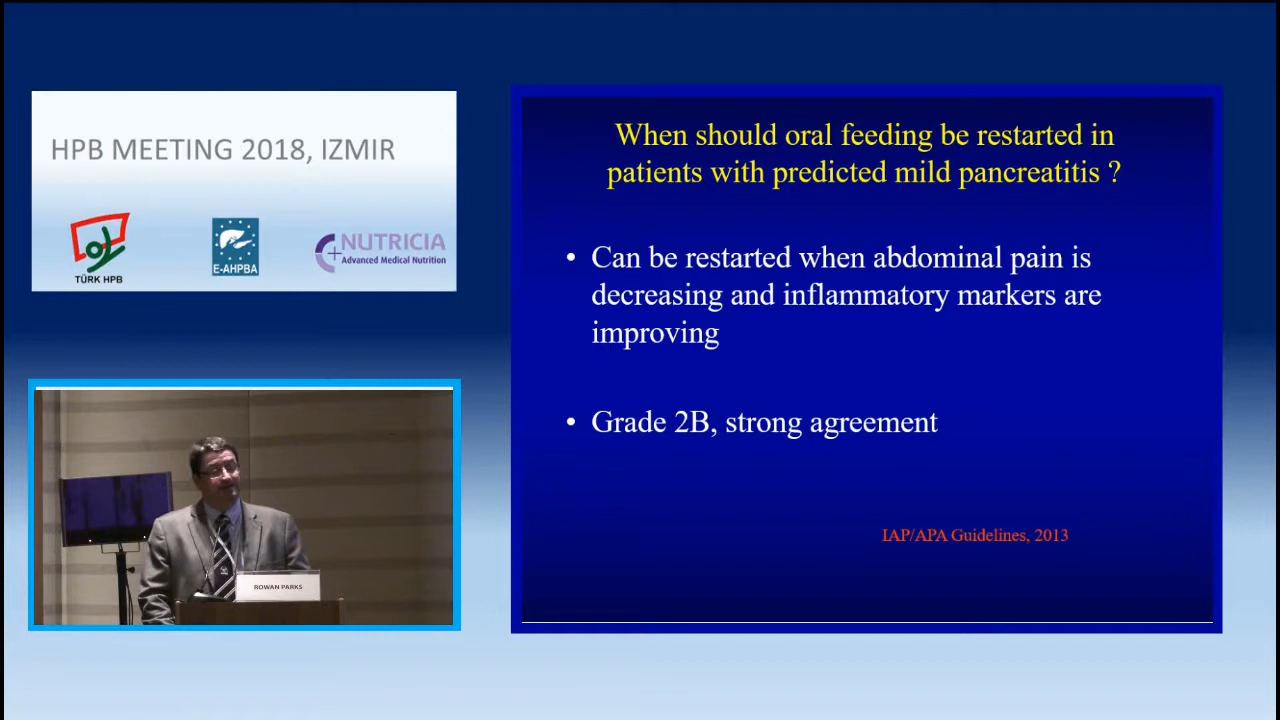 HPB MEETING 2018, IZMIR
TÜRK HPB
E-AHPBA
NUTRICIA
Advanced Medical Nutrition
ROWAN PARKS
When should oral feeding be restarted in
patients with predicted mild pancreatitis ?
• Can be restarted when abdominal pain is
decreasing and inflammatory markers are
improving
• Grade 2B, strong agreement
IAP/APA Guidelines, 2013